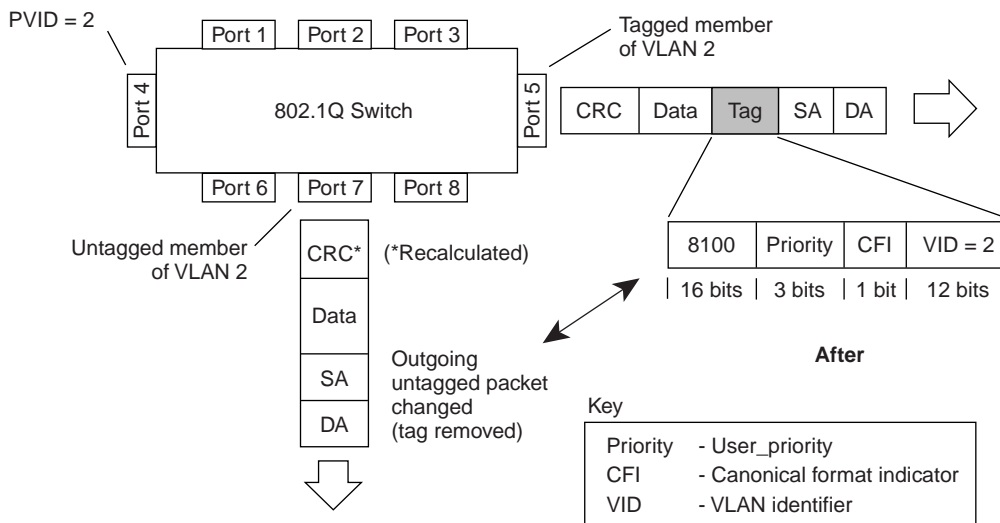 PVID = 2
Port 1
Port 2
Port 3
Tagged member
of VLAN 2
Port 4
802.1Q Switch
Port 5
CRC
Data
Tag
SA
DA
Port 6
Port 7
Port 8
Untagged member
of VLAN 2
CRC*
(*Recalculated)
Data
SA
DA
Outgoing
untagged packet
changed
(tag removed)
8100
Priority
CFI
VID = 2
16 bits
3 bits
1 bit
12 bits
After
Key
Priority - User_priority
CFI - Canonical format indicator
VID - VLAN identifier